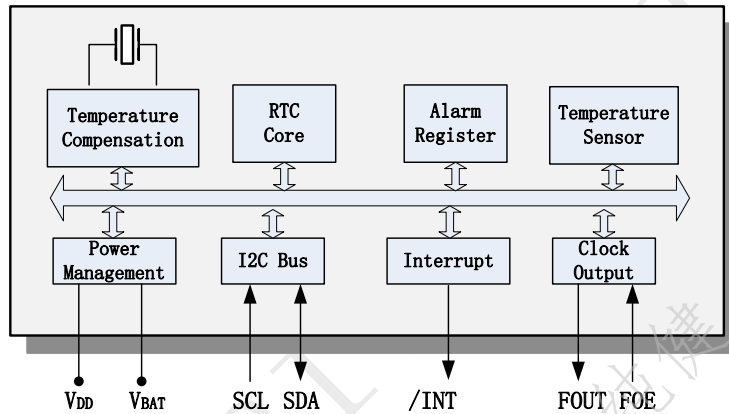 Temperature
Compensation
RTC
Core
Alarm
Register
Temperature
Sensor
Power
Management
I2C Bus
Interrupt
Clock
Output
VDD
VBAT
SCL
SDA
/INT
FOUT
FOE